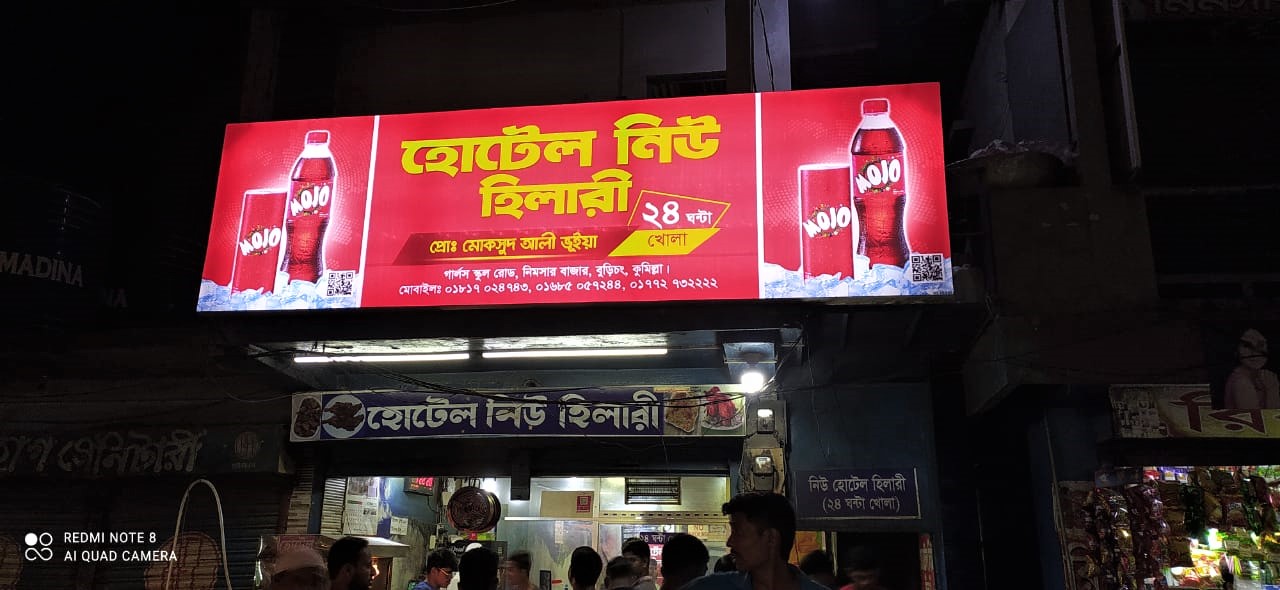 হোটেল নিউ
হিলারী
২৪ ঘন্টা
খোলা
প্রোঃ মোকসুদ আলী ভূইয়া
গার্লস স্কুল রোড, নিমসার বাজার, বুড়িচং, কুমিল্লা।
মোবাইলঃ ০১৮১৭ ০২৪৭৪৩, ০১৬৮৫ ০৫৭২৪৪, ০১৭৭২ ৭৩২২২২
MOJO
MOJO
MOJO
MOJO
MADINA
হোটেল নিউ হিলারী
নিউ হোটেল হিলারী
(২৪ ঘন্টা খোলা)
REDMI NOTE 8
AI QUAD CAMERA